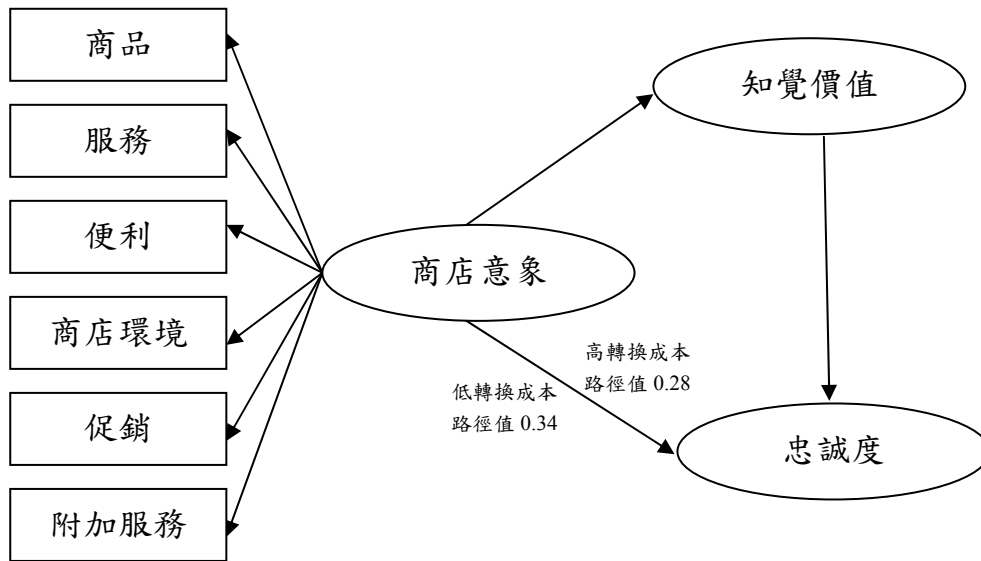 商品
服務
便利
商店環境
促銷
附加服務
商店意象
知覺價值
高轉換成本
路徑值 0.28
低轉換成本
路徑值 0.34
忠誠度